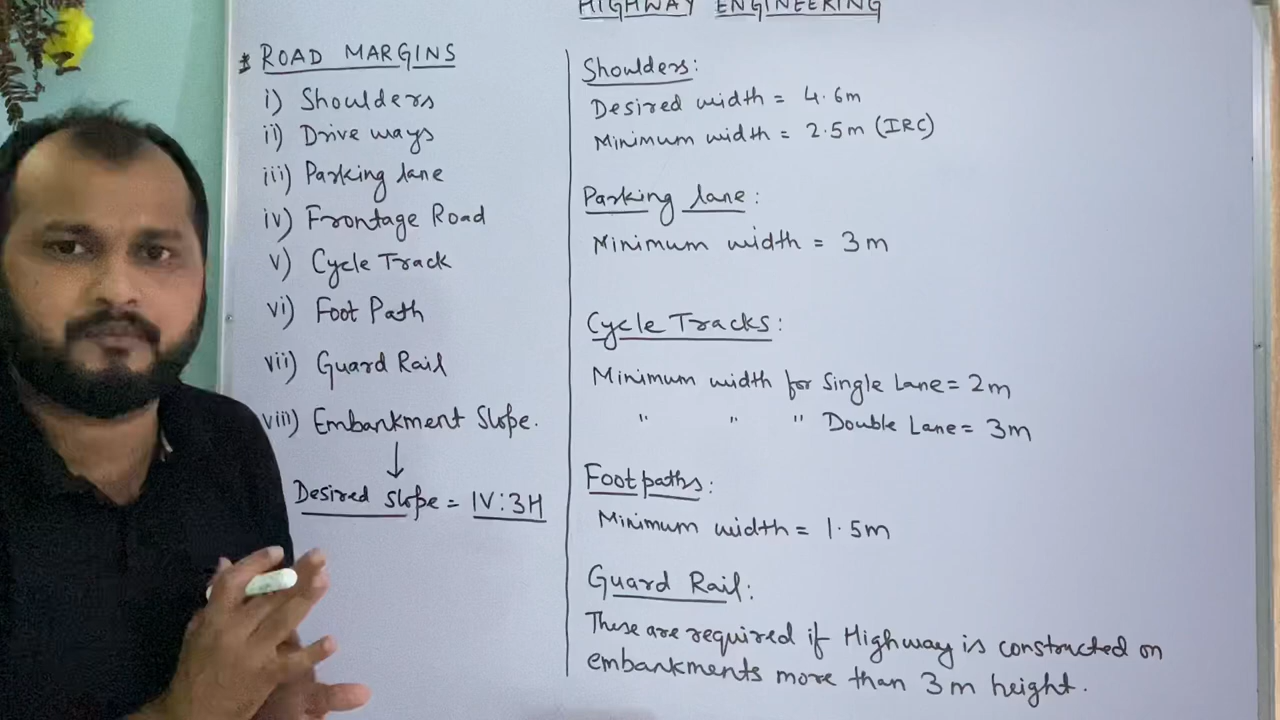 HIGHWAY ENGINEERING
* ROAD MARGINS
i) Shoulders
ii) Drive ways
iii) Parking lane
iv) Frontage Road
v) Cycle Track
vi) Foot Path
vii) Guard Rail
viii) Embankment Slope.
↓
Desired slope = 1V:3H
Shoulders:
Desired width = 4.6m
Minimum width = 2.5m (IRC)
Parking lane:
Minimum width = 3m
Cycle Tracks:
Minimum width for Single Lane = 2m
" " " Double Lane = 3m
Footpaths:
Minimum width = 1.5m
Guard Rail:
These are required if Highway is constructed on
embankments more than 3m height.